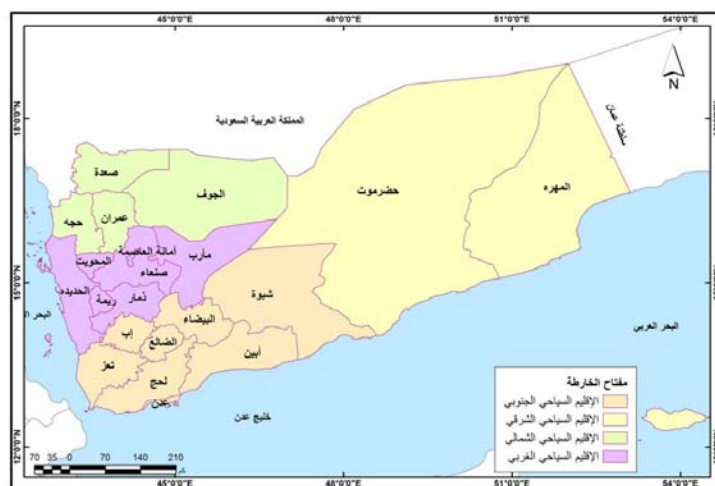 45°0'0"E 48°0'0"E 51°0'0"E 54°0'0"E
18°0'0"N
N
المملكة العربية السعودية
سلطنة عمان
صعدة
الجوف
حضرموت
المهره
حجه
عمران
المحويت
أمانة العاصمة
مأرب
صنعاء
الحديده
ريمة
ذمار
شبوة
البيضاء
إب
الضالع
أبين
تعز
لحج
عدن
15°0'0"N
البحر ال
البحر العربي
خليج عدن
12°0'0"N
مفتاح الخارطة
الإقليم السياحي الجنوبي
الإقليم السياحي الشرقي
الإقليم السياحي الشمالي
الإقليم السياحي الغربي
70 35 0 70 140 210
كم
45°0'0"E 48°0'0"E 51°0'0"E 54°0'0"E